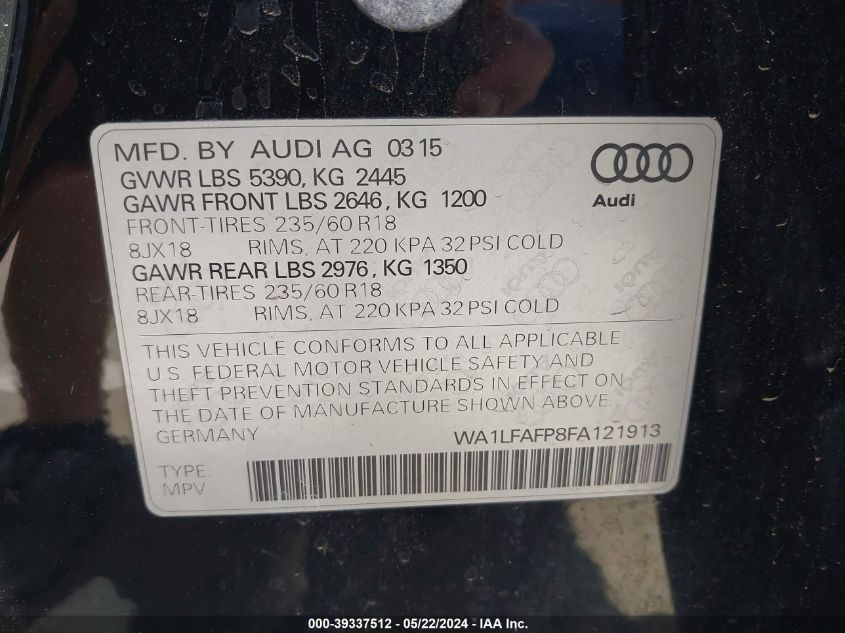 MFD. BY AUDI AG 03 15
GVWR LBS 5390, KG 2445
GAWR FRONT LBS 2646, KG 1200
FRONT-TIRES 235/60 R18
8JX18 RIMS, AT 220 KPA 32 PSI COLD
GAWR REAR LBS 2976, KG 1350
REAR-TIRES 235/60 R18
8JX18 RIMS, AT 220 KPA 32 PSI COLD
Audi
THIS VEHICLE CONFORMS TO ALL APPLICABLE
U.S. FEDERAL MOTOR VEHICLE SAFETY AND
THEFT PREVENTION STANDARDS IN EFFECT ON
THE DATE OF MANUFACTURE SHOWN ABOVE.
GERMANY WA1LFAFP8FA121913
TYPE:
MPV
000-39337512 - 05/22/2024 - IAA Inc.